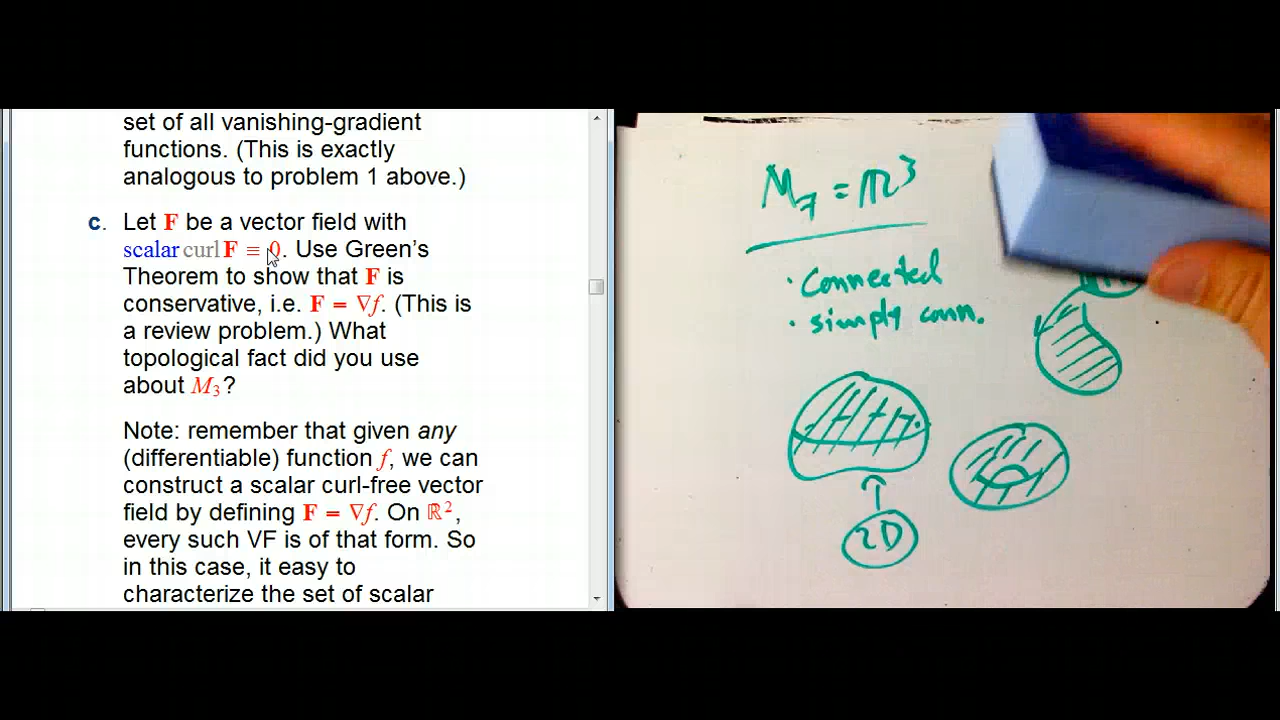 set of all vanishing-gradient
functions. (This is exactly
analogous to problem 1 above.)
c. Let F be a vector field with
scalar curl F ≡ 0. Use Green's
Theorem to show that F is
conservative, i.e. F = ∇f. (This is
a review problem.) What
topological fact did you use
about M₃?
Note: remember that given any
(differentiable) function f, we can
construct a scalar curl-free vector
field by defining F = ∇f. On ℝ², 
every such VF is of that form. So
in this case, it easy to
characterize the set of scalar
M₇ = ℝ³
· Connected
· simply conn.
2D